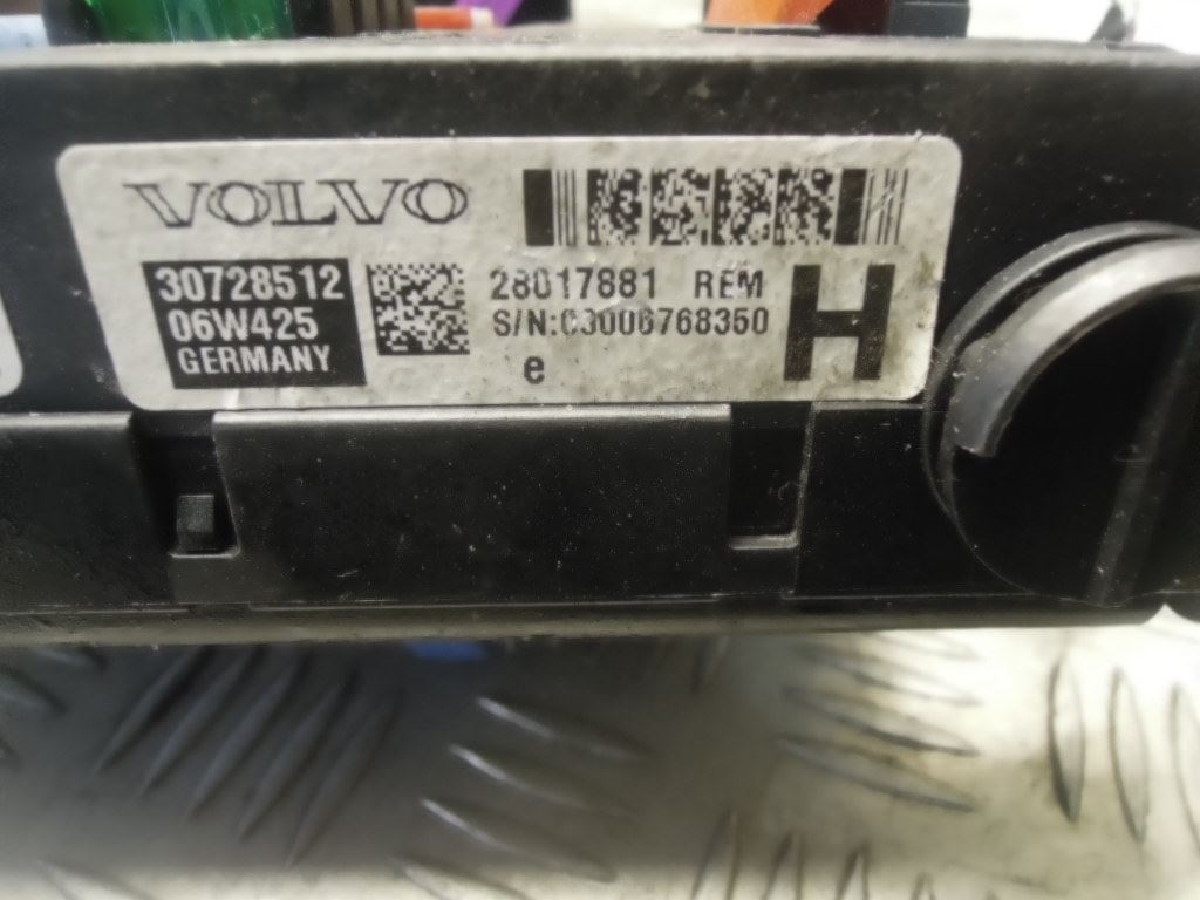 VOLVO
30728512
06W425
GERMANY
28017881 REM
S/N:C3006768350
e
H